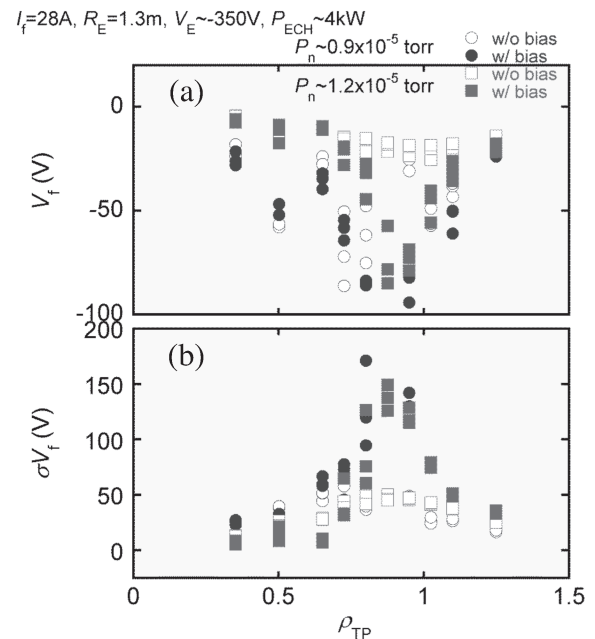 I_f=28A, R_E=1.3m, V_E~-350V, P_ECH~4kW
P_n~0.9x10^-5 torr
w/o bias
w/ bias
P_n~1.2x10^-5 torr
w/o bias
w/ bias
(a)
0
-50
-100
V_f (V)
200
(b)
150
100
50
0
σV_f (V)
0
0.5
1
1.5
ρ_TP